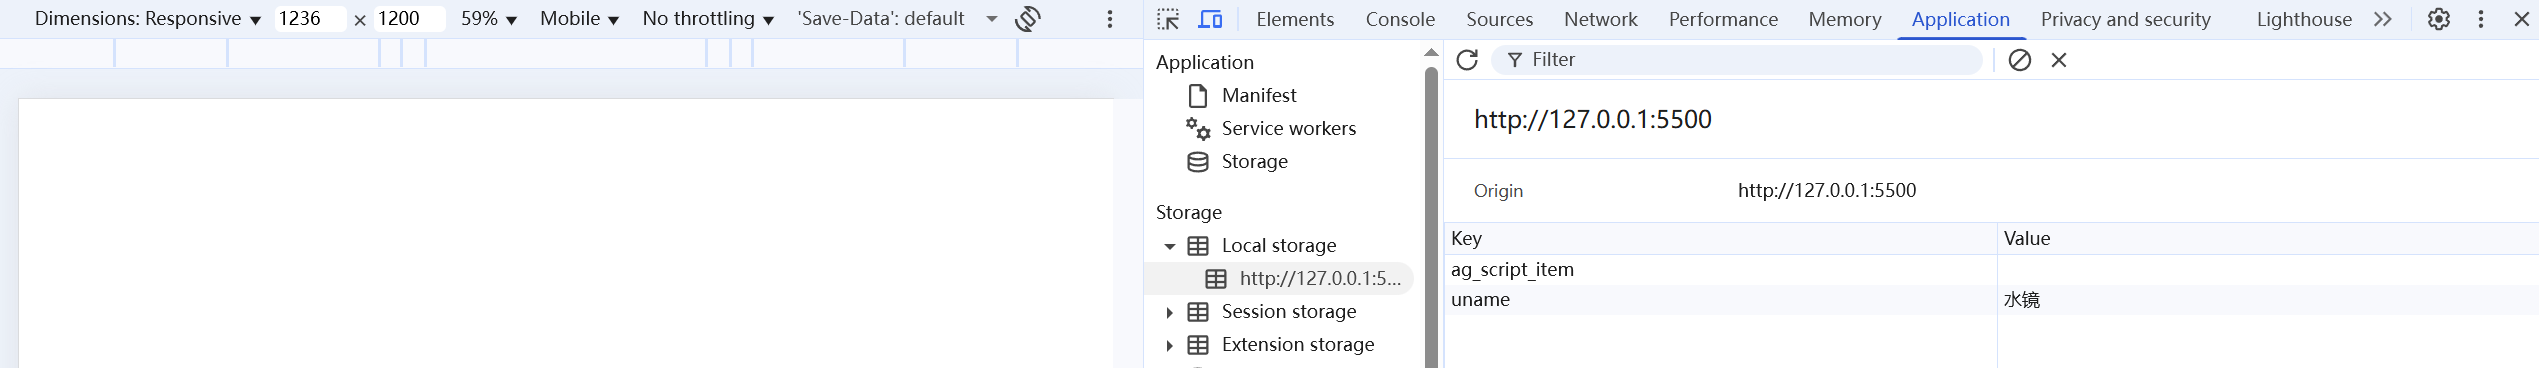 Dimensions: Responsive ▼ 1236 × 1200 59% ▼ Mobile ▼ No throttling ▼ 'Save-Data': default
Elements Console Sources Network Performance Memory Application Privacy and security Lighthouse
Application
Manifest
Service workers
Storage
Storage
Local storage
http://127.0.0.1:5...
Session storage
Extension storage
Filter
http://127.0.0.1:5500
Origin http://127.0.0.1:5500
Key Value
ag_script_item
uname 水镜